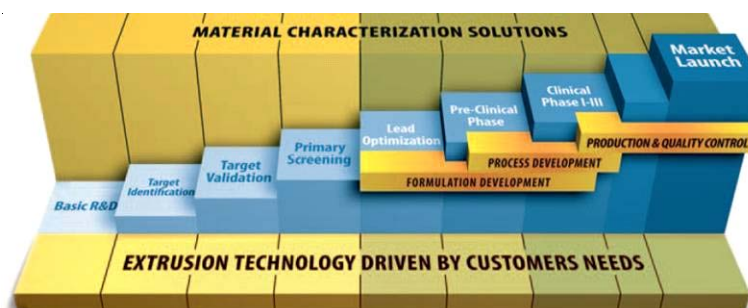 MATERIAL CHARACTERIZATION SOLUTIONS
Market
Launch
Clinical
Phase I-III
Pre-Clinical
Phase
Lead
Optimization
PRODUCTION & QUALITY CONTROL
Primary
Screening
PROCESS DEVELOPMENT
Target
Validation
FORMULATION DEVELOPMENT
Target
Identification
Basic R&D
EXTRUSION TECHNOLOGY DRIVEN BY CUSTOMERS NEEDS